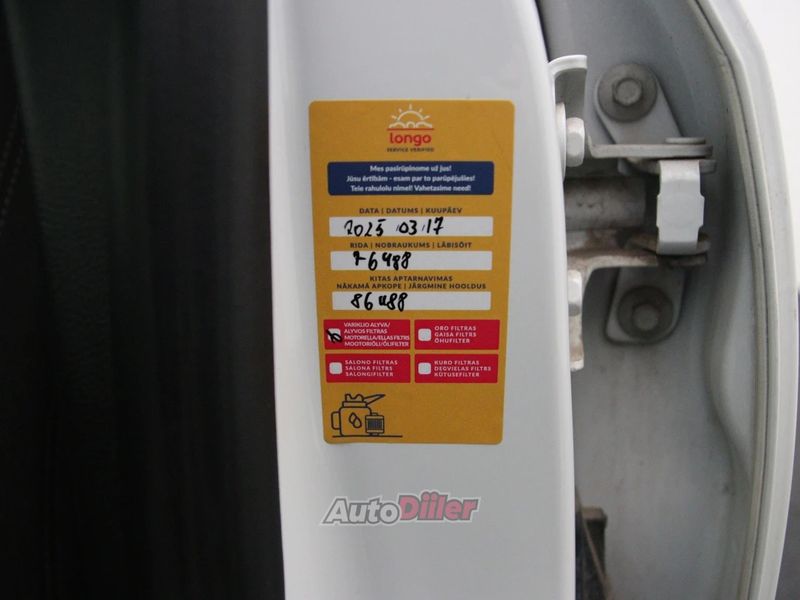 longo
SERVICE VERIFIED
Mes pasirūpinome už jus!
Jūsu ērtībām - esam par to parūpējušies!
Teie rahulolu nimel! Vahetasime need!
DATA | DATUMS | KUUPÄEV
2025 03 17
RIDA | NOBRAUKUMS | LÄBISÕIT
76488
KITAS APTARNAVIMAS
NĀKAMĀ APKOPE | JÄRGMINE HOOLDUS
86488
VARIKLIO ALYVA/
ALYVOS FILTRAS
MOTORELLA/EĻĻAS FILTRS
MOOTORIÕLI/ÕLIFILTER
ORO FILTRAS
GAISA FILTRS
ÕHUFILTER
SALONO FILTRAS
SALONA FILTRS
SALONGIFILTER
KURO FILTRAS
DEGVIELAS FILTRS
KÜTUSEFILTER
AutoDiiler